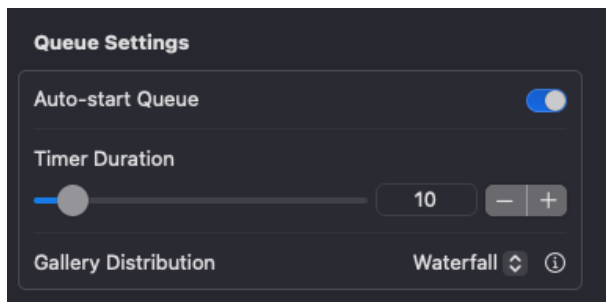 Queue Settings
Auto-start Queue
Timer Duration
10
Gallery Distribution Waterfall